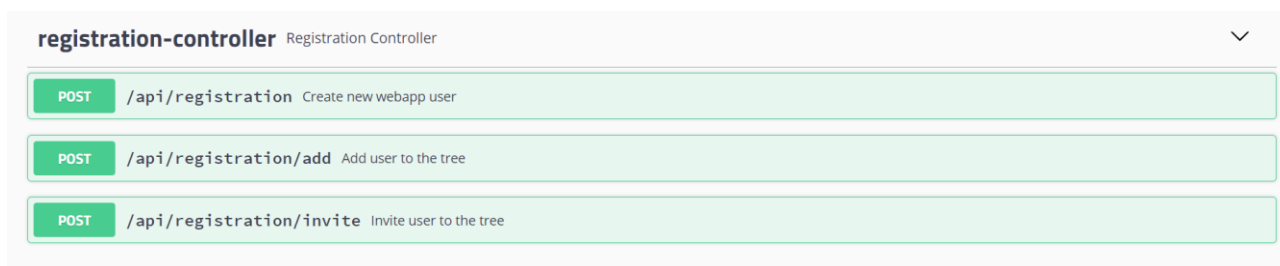 registration-controller Registration Controller
POST /api/registration Create new webapp user
POST /api/registration/add Add user to the tree
POST /api/registration/invite Invite user to the tree